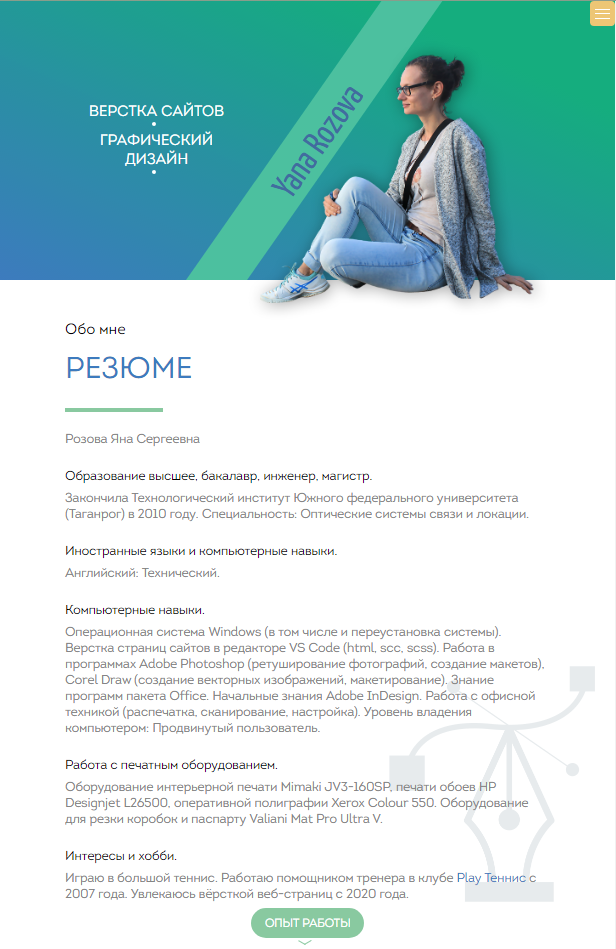 ВЕРСТКА САЙТОВ
•
ГРАФИЧЕСКИЙ
ДИЗАЙН
•
Yana Rozova
Обо мне
РЕЗЮМЕ
Розова Яна Сергеевна
Образование высшее, бакалавр, инженер, магистр.
Закончила Технологический институт Южного федерального университета
(Таганрог) в 2010 году. Специальность: Оптические системы связи и локации.
Иностранные языки и компьютерные навыки.
Английский: Технический.
Компьютерные навыки.
Операционная система Windows (в том числе и переустановка системы).
Верстка страниц сайтов в редакторе VS Code (html, scc, scss). Работа в
программах Adobe Photoshop (ретуширование фотографий, создание макетов),
Corel Draw (создание векторных изображений, макетирование). Знание
программ пакета Office. Начальные знания Adobe InDesign. Работа с офисной
техникой (распечатка, сканирование, настройка). Уровень владения
компьютером: Продвинутый пользователь.
Работа с печатным оборудованием.
Оборудование интерьерной печати Mimaki JV3-160SP, печати обоев HP
Designjet L26500, оперативной полиграфии Xerox Colour 550. Оборудование
для резки коробок и паспарту Valiani Mat Pro Ultra V.
Интересы и хобби.
Играю в большой теннис. Работаю помощником тренера в клубе Play Теннис с
2007 года. Увлекаюсь вёрсткой веб-страниц с 2020 года.
ОПЫТ РАБОТЫ